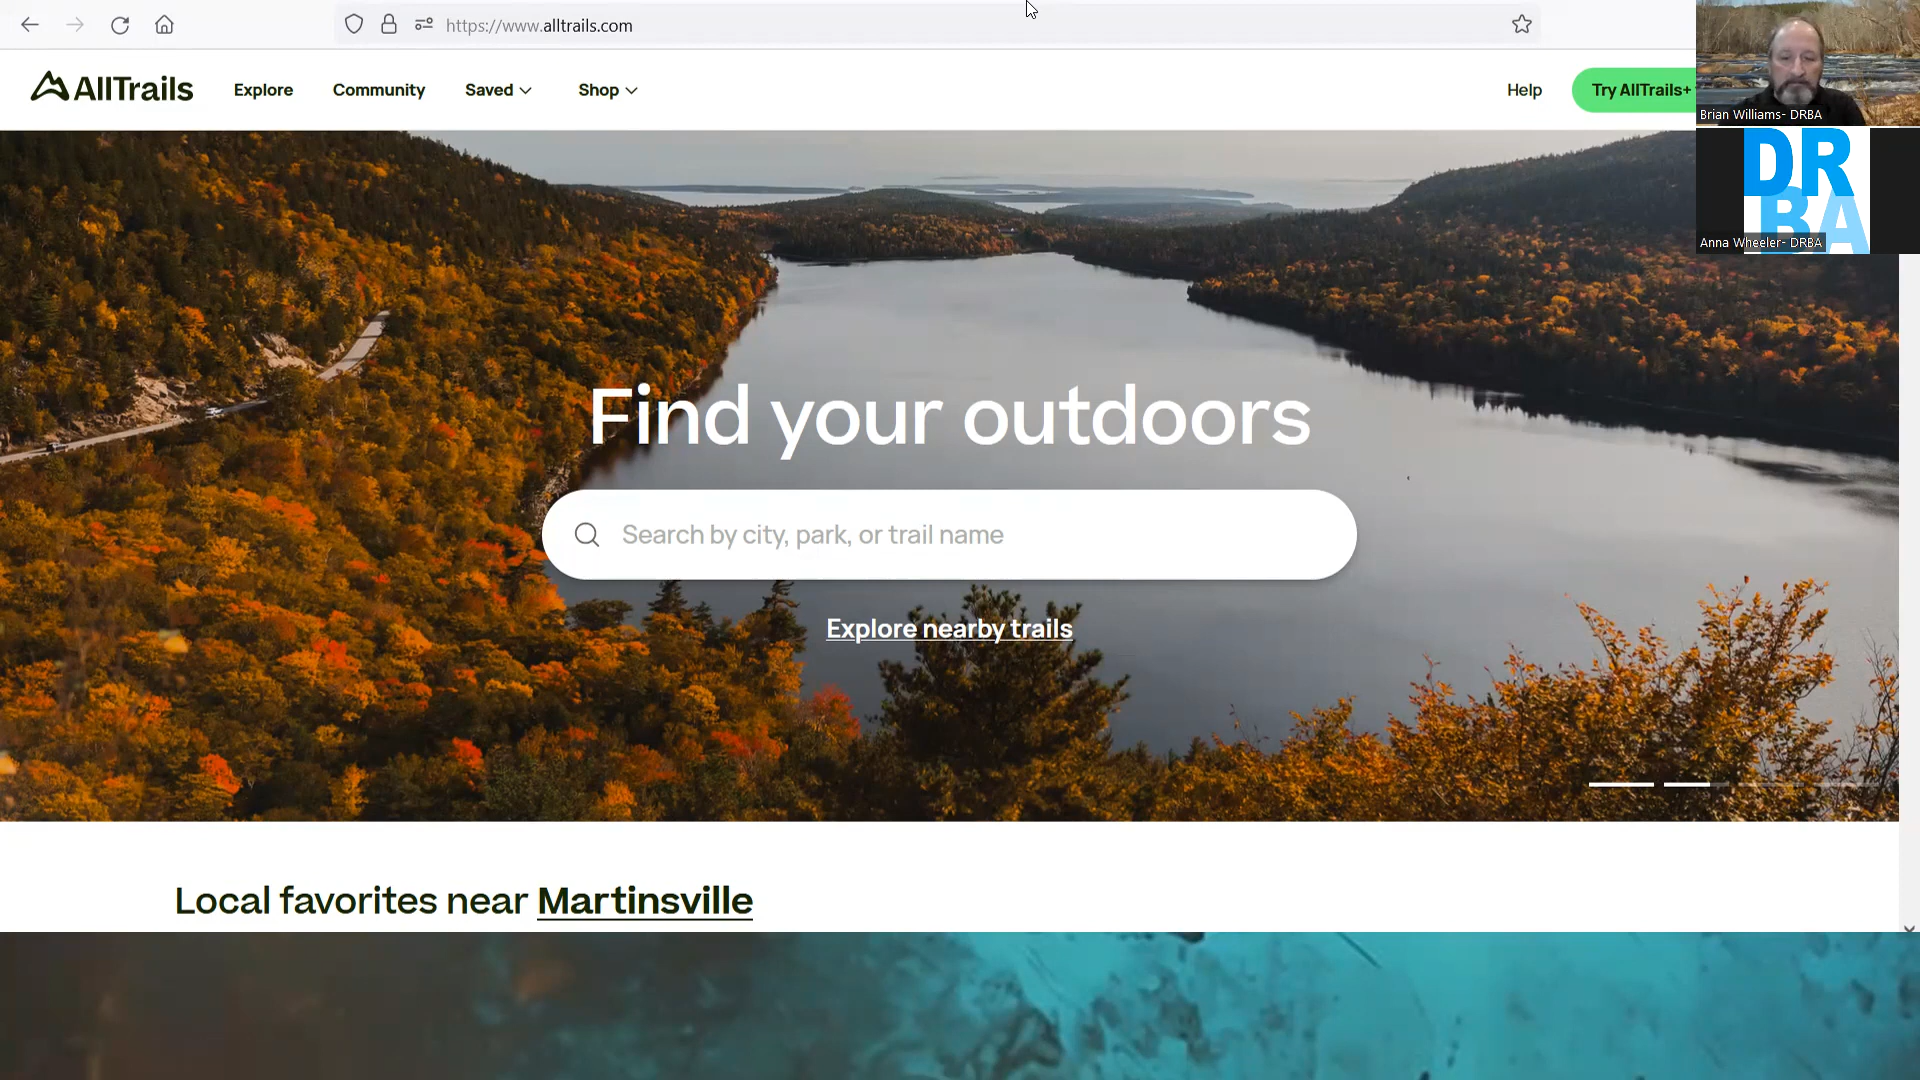 https://www.alltrails.com
AllTrails
Explore
Community
Saved
Shop
Help
Try AllTrails+
Brian Williams- DRBA
DR
BA
Anna Wheeler- DRBA
Find your outdoors
Search by city, park, or trail name
Explore nearby trails
Local favorites near Martinsville